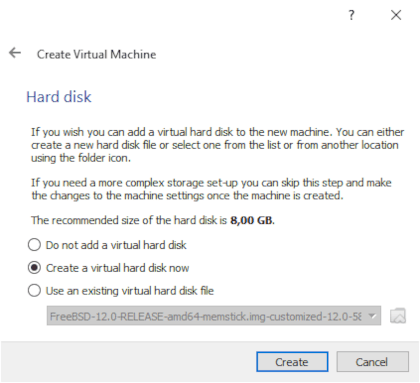 ?
Create Virtual Machine
Hard disk
If you wish you can add a virtual hard disk to the new machine. You can either
create a new hard disk file or select one from the list or from another location
using the folder icon.
If you need a more complex storage set-up you can skip this step and make
the changes to the machine settings once the machine is created.
The recommended size of the hard disk is 8,00 GB.
Do not add a virtual hard disk
Create a virtual hard disk now
Use an existing virtual hard disk file
FreeBSD-12.0-RELEASE-amd64-memstick.img-customized-12.0-58
Create Cancel